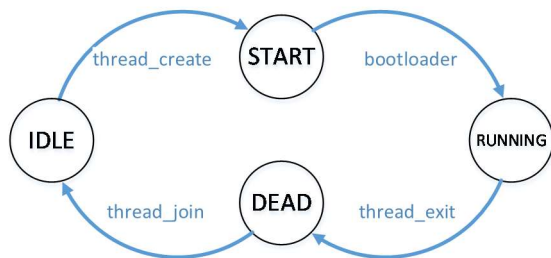 START
thread_create
bootloader
IDLE
RUNNING
DEAD
thread_join
thread_exit